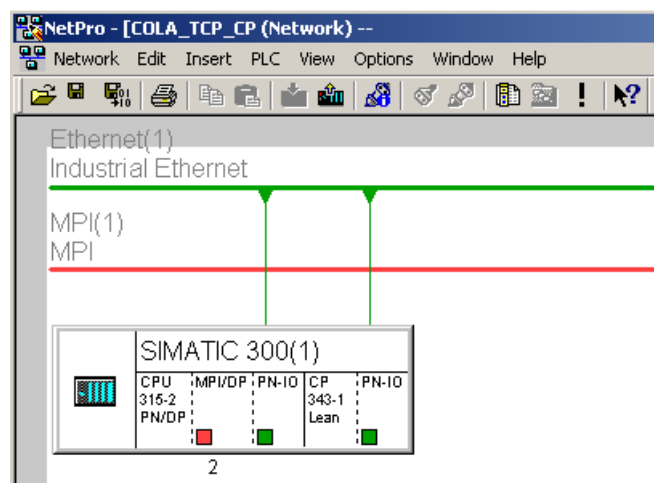 NetPro - [COLA_TCP_CP (Network) --
Network Edit Insert PLC View Options Window Help
Ethernet(1)
Industrial Ethernet
MPI(1)
MPI
SIMATIC 300(1)
CPU 315-2 PN/DP
MPI/DP
PN-IO
CP 343-1 Lean
PN-IO
2